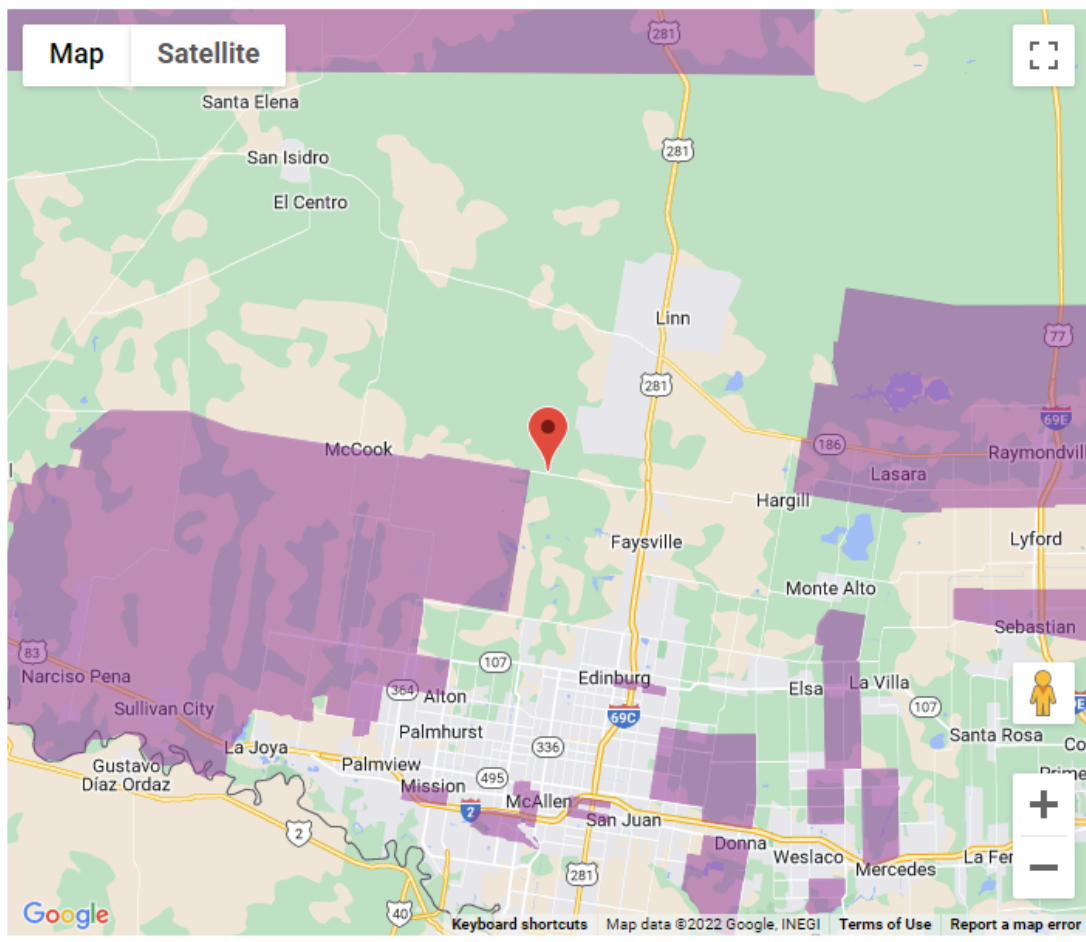 281
Map
Satellite
Santa Elena
281
San Isidro
El Centro
Linn
77
281
69E
McCook
186
Raymondvill
Lasara
Hargill
Faysville
Lyford
Monte Alto
Sebastian
83
107
Narciso Pena
Edinburg
Elsa
La Villa
364
Alton
Sullivan City
107
69C
Palmhurst
Santa Rosa
La Joya
336
Co
Gustavo
Díaz Ordaz
Palmview
495
Mission
Prime
McAllen
2
San Juan
2
Donna
Weslaco
La Fer
Mercedes
281
40
Google
Keyboard shortcuts
Map data ©2022 Google, INEGI
Terms of Use
Report a map error